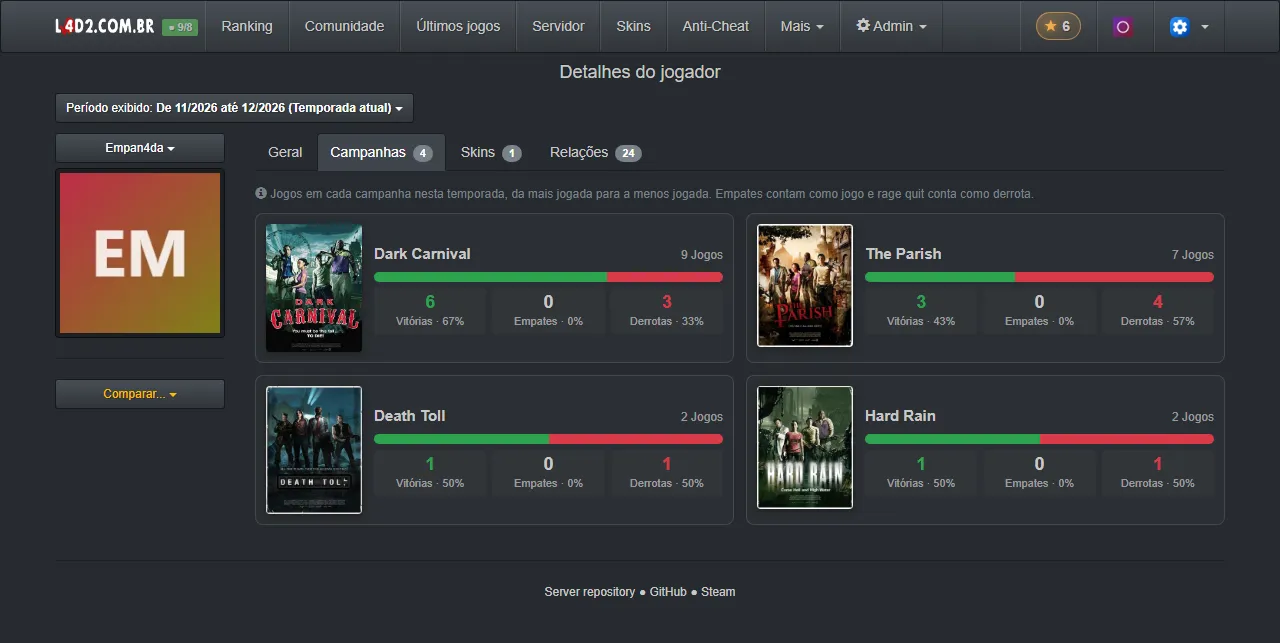 L4D2.COM.BR 9/8 Ranking Comunidade Últimos jogos Servidor Skins Anti-Cheat Mais Admin 6
Detalhes do jogador
Período exibido: De 11/2026 até 12/2026 (Temporada atual)
Empan4da
Geral Campanhas 4 Skins 1 Relações 24
Jogos em cada campanha nesta temporada, da mais jogada para a menos jogada. Empates contam como jogo e rage quit conta como derrota.
EM
DARK
CARNIVAL
Dark Carnival 9 Jogos
6 0 3
Vitórias · 67% Empates · 0% Derrotas · 33%
PARISH
The Parish 7 Jogos
3 0 4
Vitórias · 43% Empates · 0% Derrotas · 57%
Comparar...
DEATH TOLL
Death Toll 2 Jogos
1 0 1
Vitórias · 50% Empates · 0% Derrotas · 50%
HARD RAIN
Hard Rain 2 Jogos
1 0 1
Vitórias · 50% Empates · 0% Derrotas · 50%
Server repository ● GitHub ● Steam